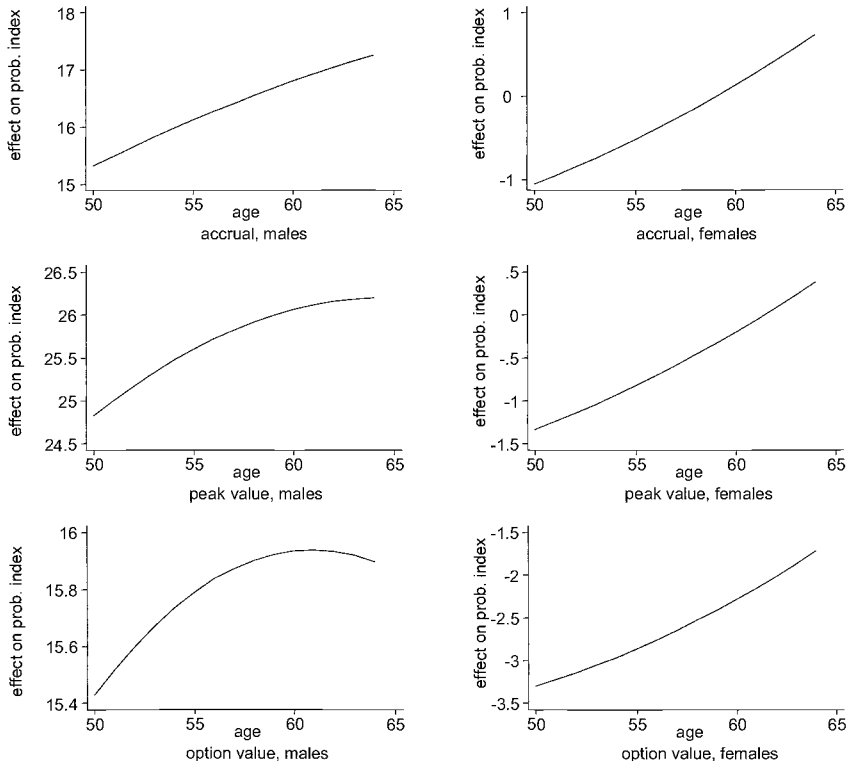 effect on prob. index
18
17
16
15
50 55 60 65
age
accrual, males
effect on prob. index
1
0
-1
50 55 60 65
age
accrual, females
effect on prob. index
26.5
26
25.5
25
24.5
50 55 60 65
age
peak value, males
effect on prob. index
.5
0
-.5
-1
-1.5
50 55 60 65
age
peak value, females
effect on prob. index
16
15.8
15.6
15.4
50 55 60 65
age
option value, males
effect on prob. index
-1.5
-2
-2.5
-3
-3.5
50 55 60 65
age
option value, females